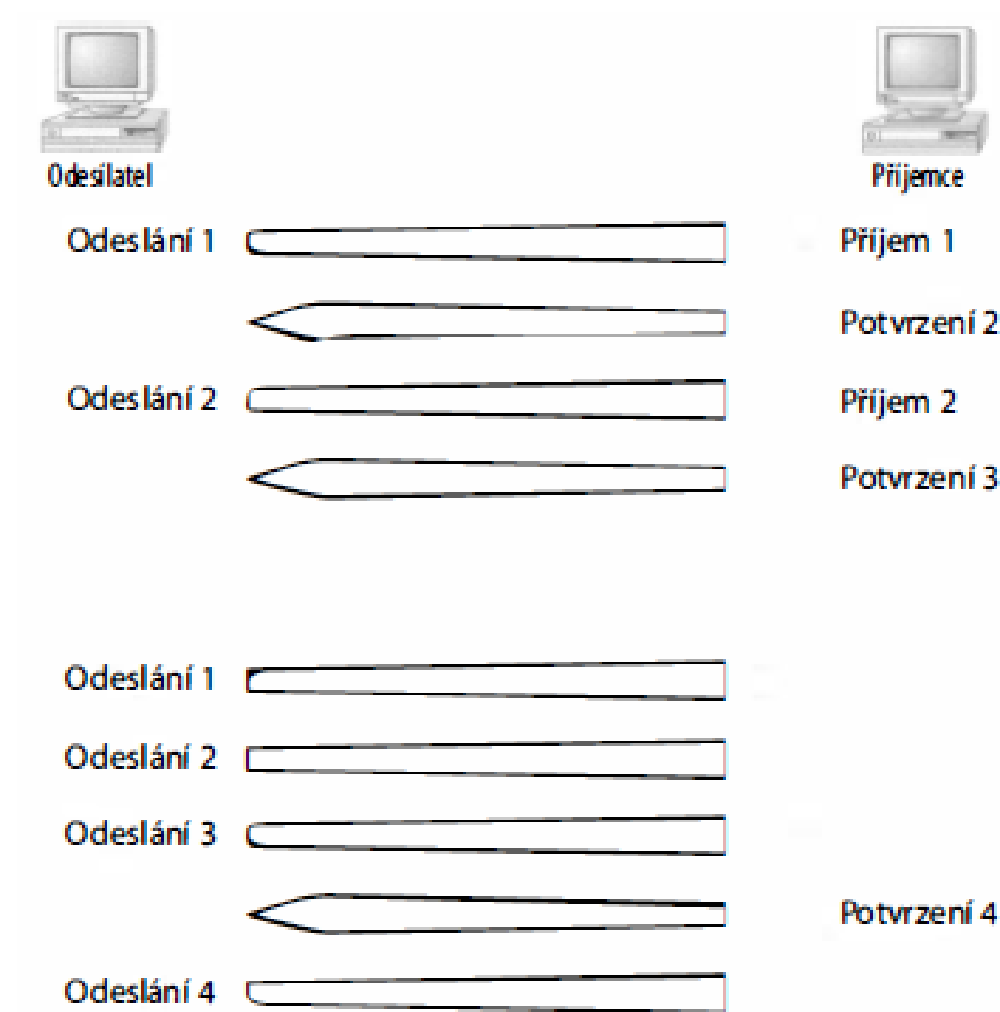 Odesílatel
Příjemce
Odeslání 1
Příjem 1
Potvrzení 2
Odeslání 2
Příjem 2
Potvrzení 3
Odeslání 1
Odeslání 2
Odeslání 3
Potvrzení 4
Odeslání 4